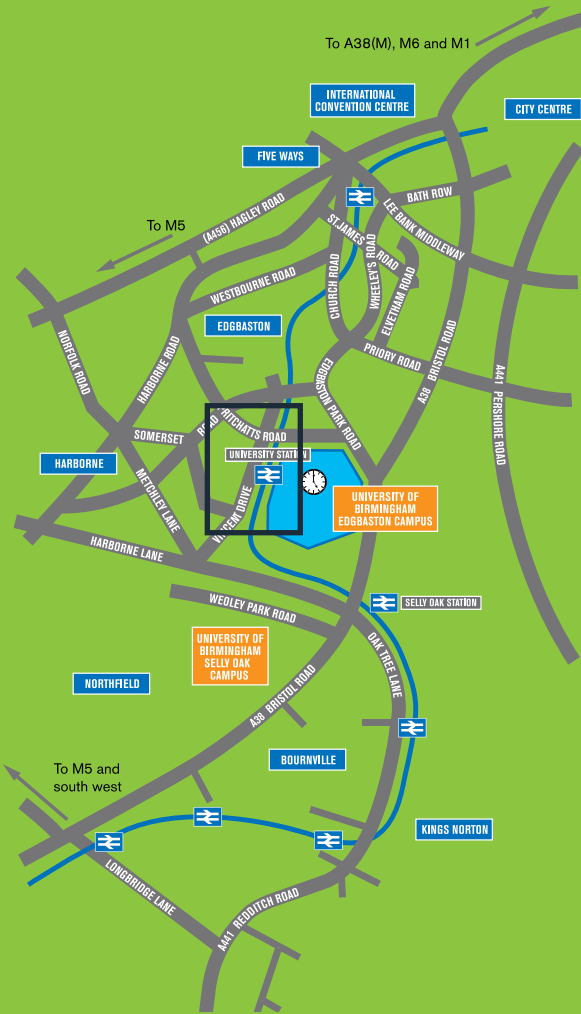 To A38(M), M6 and M1
INTERNATIONAL
CONVENTION CENTRE
CITY CENTRE
FIVE WAYS
BATH ROW
(A456) HAGLEY ROAD
LEE BANK MIDDLEWAY
To M5
ST.JAMES ROAD
WHEELEY'S ROAD
CHURCH ROAD
WESTBOURNE ROAD
ELVETHAM ROAD
EDGBASTON
NORFOLK ROAD
HARBORNE ROAD
PRIORY ROAD
A38 BRISTOL ROAD
A441 PERSHORE ROAD
EDGBASTON PARK ROAD
PRITCHATTS ROAD
SOMERSET ROAD
UNIVERSITY STATION
HARBORNE
METCHLEY LANE
VINCENT DRIVE
UNIVERSITY OF
BIRMINGHAM
EDGBASTON CAMPUS
HARBORNE LANE
WEOLEY PARK ROAD
SELLY OAK STATION
UNIVERSITY OF
BIRMINGHAM
SELLY OAK
CAMPUS
OAK TREE LANE
NORTHFIELD
A38 BRISTOL ROAD
BOURNVILLE
To M5 and
south west
KINGS NORTON
LONGBRIDGE LANE
A441 REDDITCH ROAD